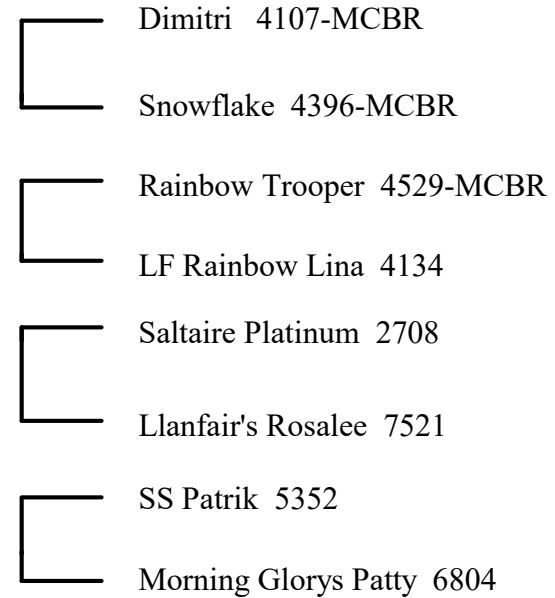 Dimitri 4107-MCBR
Snowflake 4396-MCBR
Rainbow Trooper 4529-MCBR
LF Rainbow Lina 4134
Saltaire Platinum 2708
Llanfair's Rosalee 7521
SS Patrik 5352
Morning Glorys Patty 6804